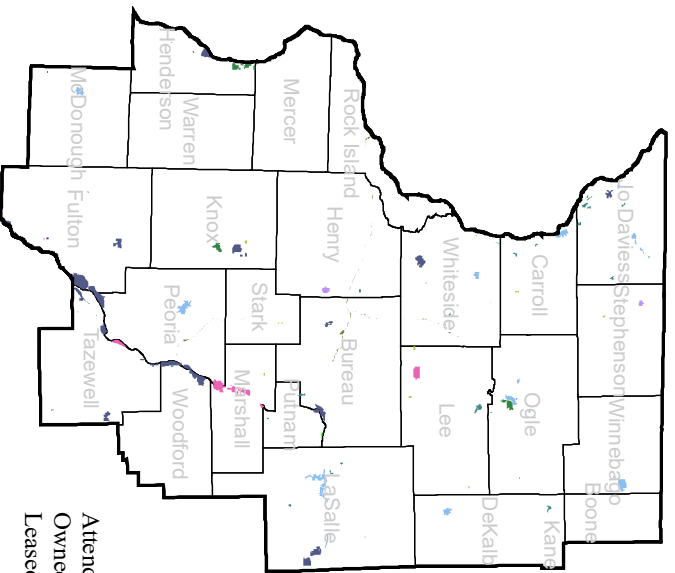 Jo Daviess
Stephenson
Winnebago
Boone
Carroll
Ogle
Kane
DeKalb
Whiteside
Lee
Rock Island
Henry
Bureau
Putnam
LaSalle
Mercer
Stark
Marshall
Henderson
Warren
Knox
Peoria
Woodford
McDonough
Fulton
Tazewell